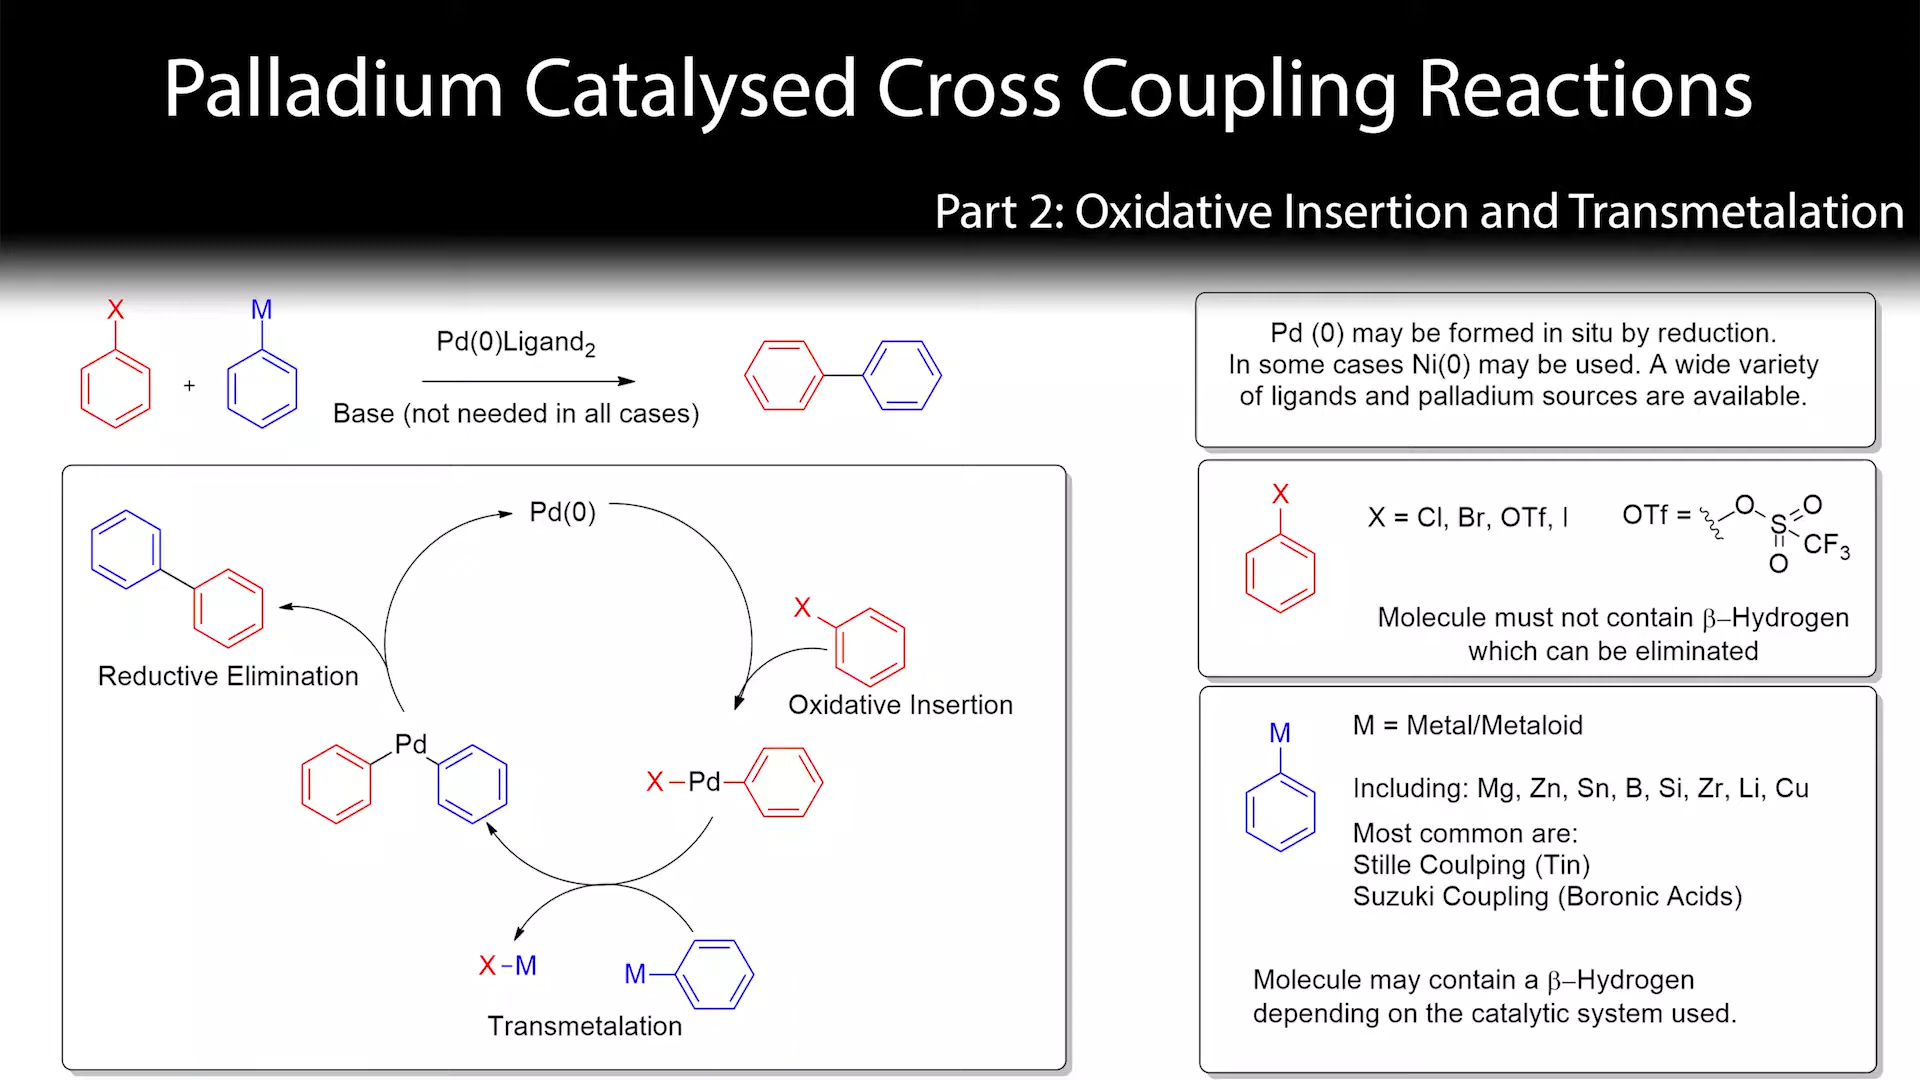 Palladium Catalysed Cross Coupling Reactions
Part 2: Oxidative Insertion and Transmetalation
X
M
+
Pd(0)Ligand2
Base (not needed in all cases)
Pd (0) may be formed in situ by reduction.
In some cases Ni(0) may be used. A wide variety
of ligands and palladium sources are available.
X
X = Cl, Br, OTf, I
OTf =
O
S
O
O
CF3
Molecule must not contain β–Hydrogen
which can be eliminated
M
M = Metal/Metaloid
Including: Mg, Zn, Sn, B, Si, Zr, Li, Cu
Most common are:
Stille Coulping (Tin)
Suzuki Coupling (Boronic Acids)
Molecule may contain a β–Hydrogen
depending on the catalytic system used.
Pd(0)
X
Oxidative Insertion
Reductive Elimination
Pd
X–Pd
X–M
M
Transmetalation